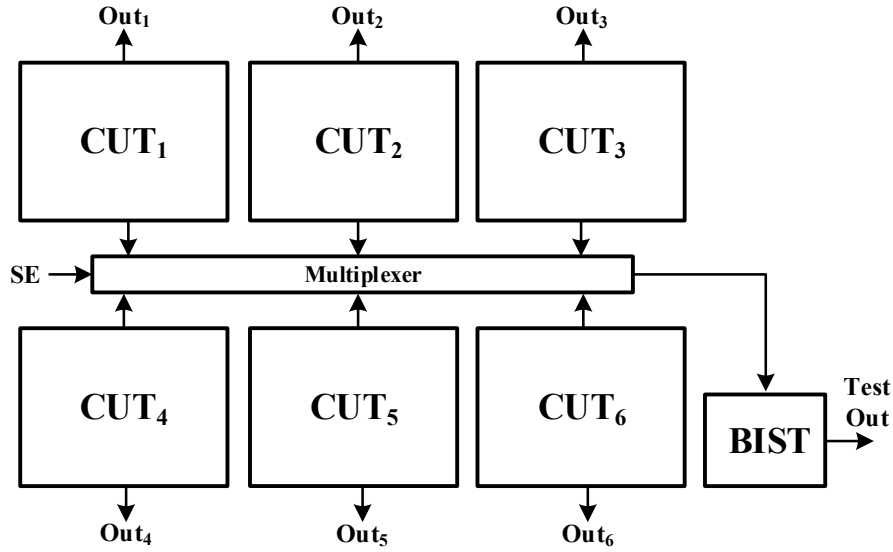 Out₁
Out₂
Out₃
CUT₁
CUT₂
CUT₃
SE
Multiplexer
CUT₄
CUT₅
CUT₆
BIST
Test
Out
Out₄
Out₅
Out₆